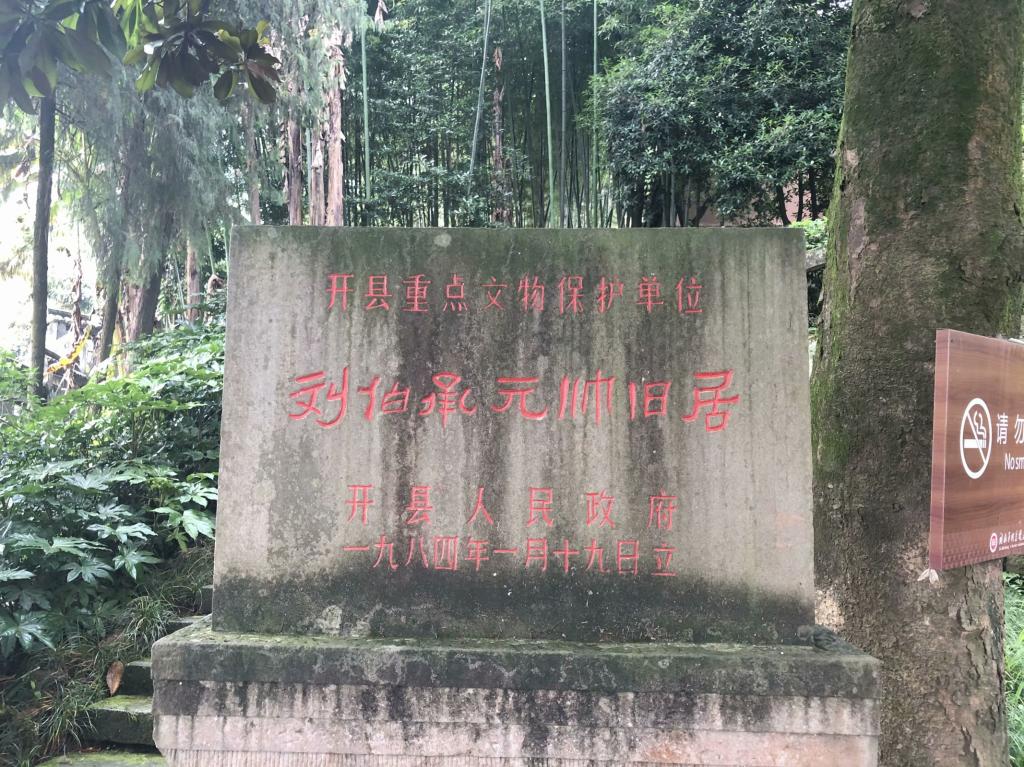 开县重点文物保护单位
刘伯承元帅旧居
开县人民政府
一九八四年一月十九日立
请勿
No sm